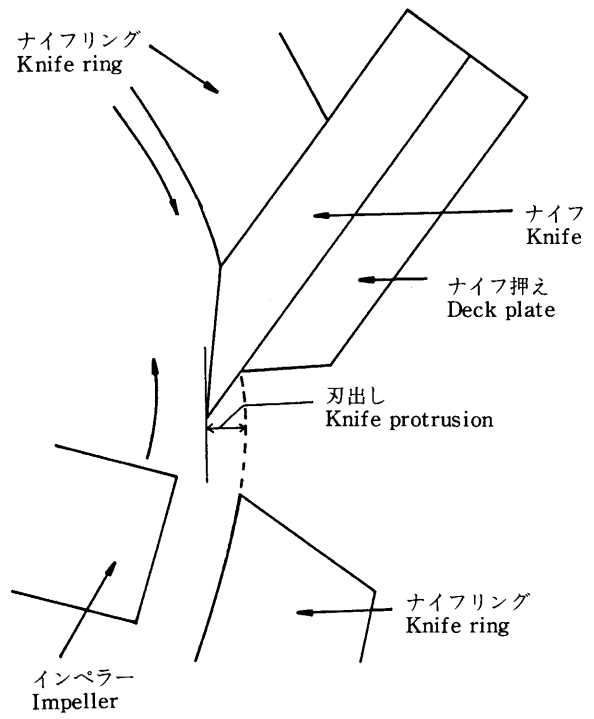 ナイフリング
Knife ring
ナイフ
Knife
ナイフ押え
Deck plate
刃出し
Knife protrusion
ナイフリング
Knife ring
インペラー
Impeller